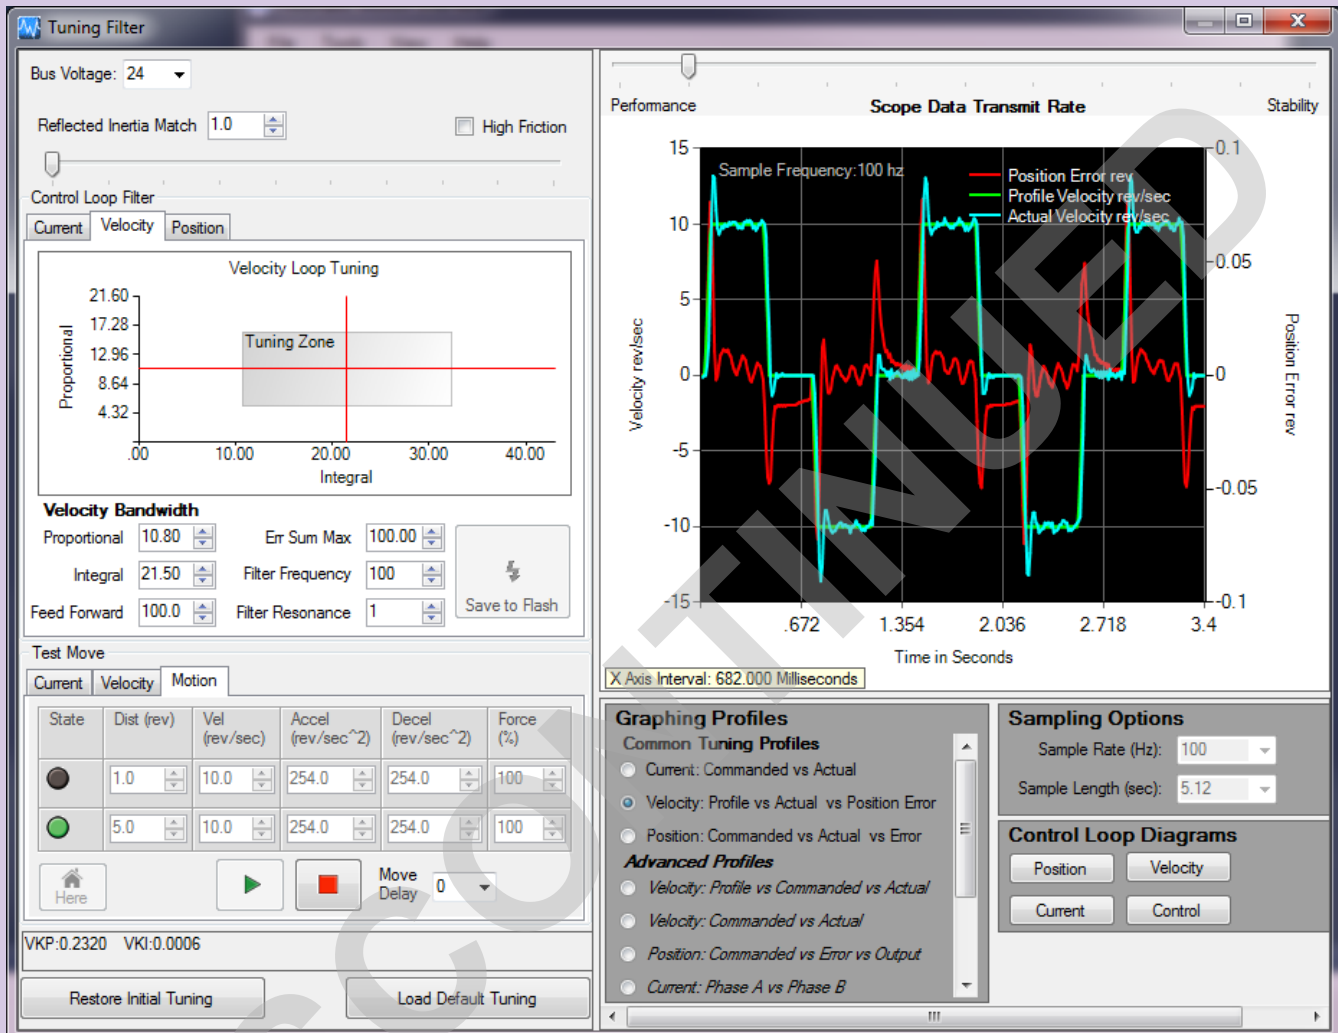 Tuning Filter
Bus Voltage: 24
Reflected Inertia Match 1.0
High Friction
Control Loop Filter
Current Velocity Position
Velocity Loop Tuning
21.60
17.28
12.96
8.64
4.32
Proportional
Tuning Zone
.00 10.00 20.00 30.00 40.00
Integral
Velocity Bandwidth
Proportional 10.80 Err Sum Max 100.00
Integral 21.50 Filter Frequency 100
Feed Forward 100.0 Filter Resonance 1
Save to Flash
Test Move
Current Velocity Motion
State Dist (rev) Vel (rev/sec) Accel (rev/sec^2) Decel (rev/sec^2) Force (%)
1.0 10.0 254.0 254.0 100
5.0 10.0 254.0 254.0 100
Here
Move Delay 0
VKP:0.2320 VKI:0.0006
Restore Initial Tuning Load Default Tuning
Performance Scope Data Transmit Rate Stability
Sample Frequency:100 hz
Position Error rev
Profile Velocity rev/sec
Actual Velocity rev/sec
15
10
5
0
-5
-10
-15
Velocity rev/sec
0.1
0.05
0
-0.05
-0.1
Position Error rev
.672 1.354 2.036 2.718 3.4
Time in Seconds
X Axis Interval: 682.000 Milliseconds
Graphing Profiles
Common Tuning Profiles
Current: Commanded vs Actual
Velocity: Profile vs Actual vs Position Error
Position: Commanded vs Actual vs Error
Advanced Profiles
Velocity: Profile vs Commanded vs Actual
Velocity: Commanded vs Actual
Position: Commanded vs Error vs Output
Current: Phase A vs Phase B
Sampling Options
Sample Rate (Hz): 100
Sample Length (sec): 5.12
Control Loop Diagrams
Position Velocity
Current Control